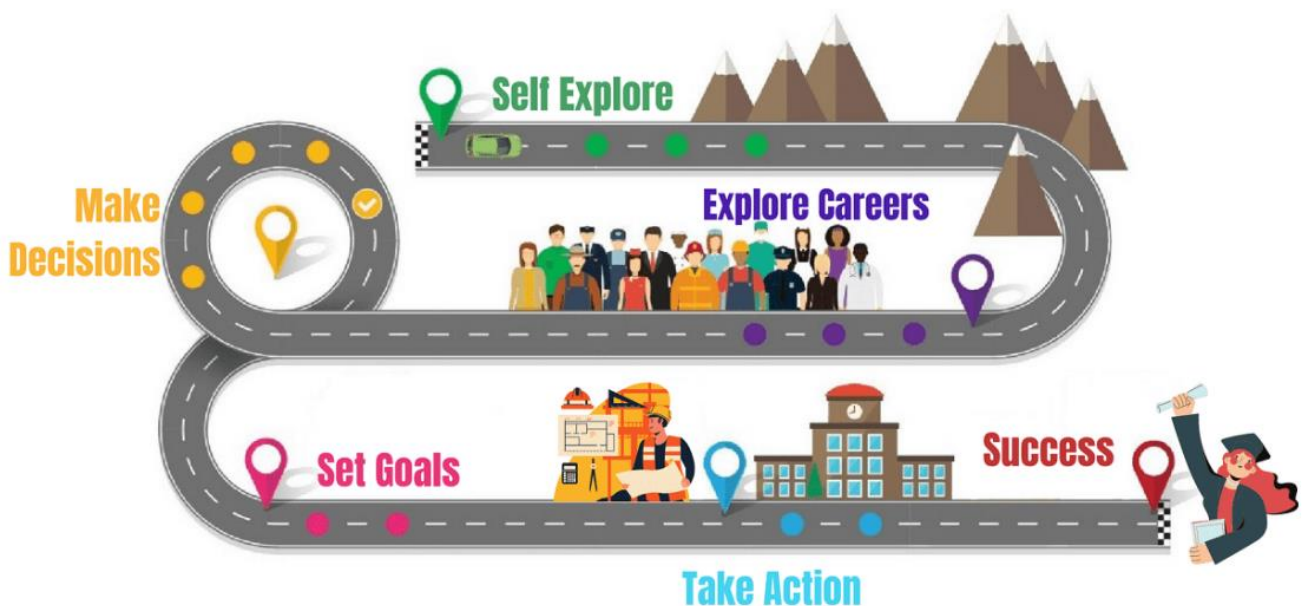 Self Explore
Explore Careers
Make
Decisions
Set Goals
Take Action
Success